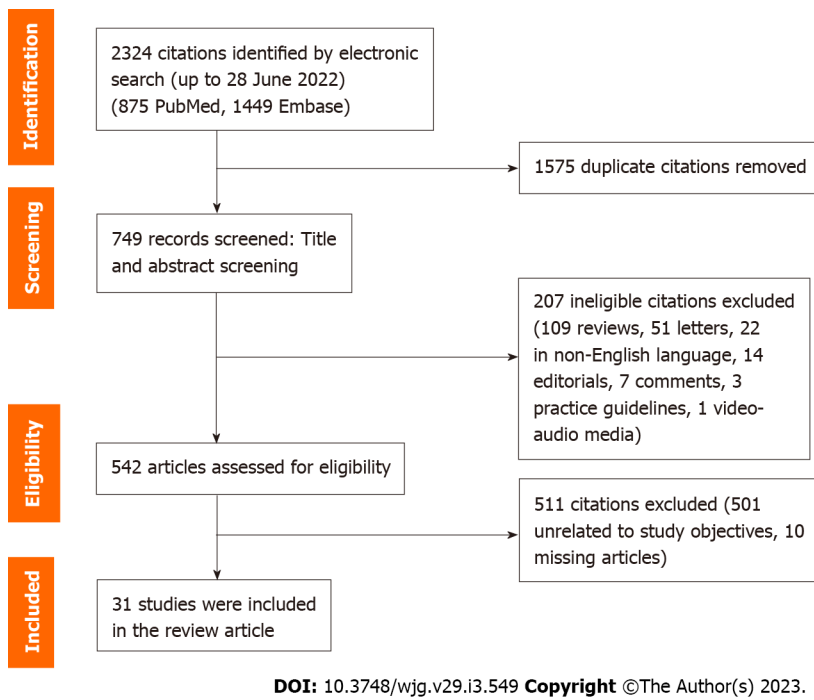 Identification
2324 citations identified by electronic
search (up to 28 June 2022)
(875 PubMed, 1449 Embase)
1575 duplicate citations removed
Screening
749 records screened: Title
and abstract screening
207 ineligible citations excluded
(109 reviews, 51 letters, 22
in non-English language, 14
editorials, 7 comments, 3
practice guidelines, 1 video-
audio media)
Eligibility
542 articles assessed for eligibility
511 citations excluded (501
unrelated to study objectives, 10
missing articles)
Included
31 studies were included
in the review article
DOI: 10.3748/wjg.v29.i3.549 Copyright ©The Author(s) 2023.